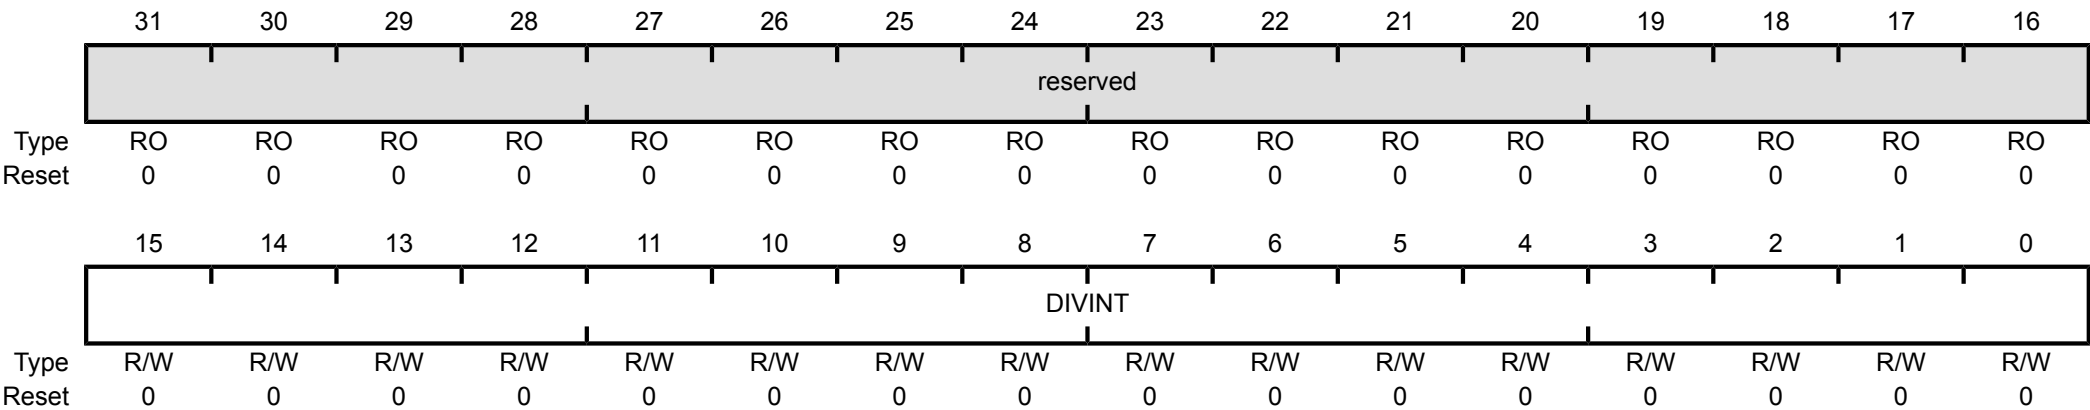 31 30 29 28 27 26 25 24 23 22 21 20 19 18 17 16
reserved
Type RO RO RO RO RO RO RO RO RO RO RO RO RO RO RO RO
Reset 0 0 0 0 0 0 0 0 0 0 0 0 0 0 0 0
15 14 13 12 11 10 9 8 7 6 5 4 3 2 1 0
DIVINT
Type R/W R/W R/W R/W R/W R/W R/W R/W R/W R/W R/W R/W R/W R/W R/W R/W
Reset 0 0 0 0 0 0 0 0 0 0 0 0 0 0 0 0